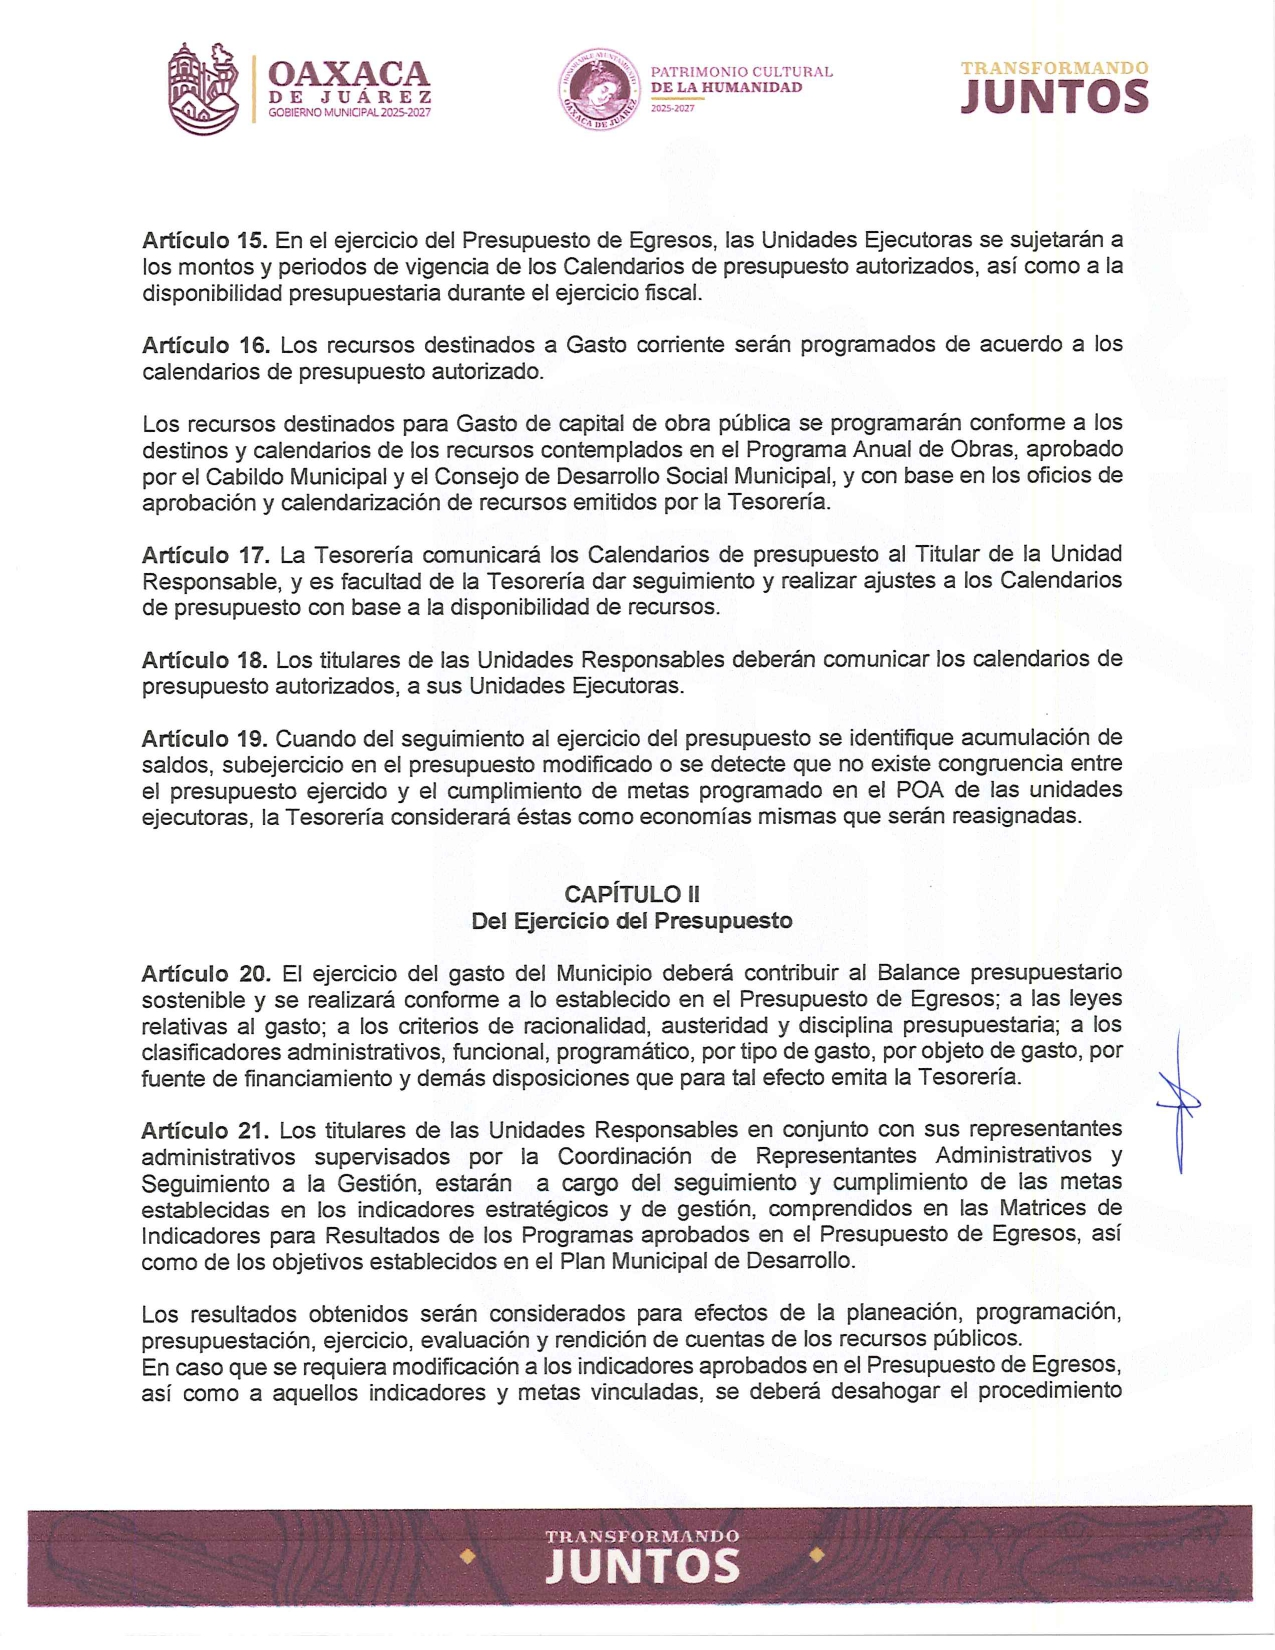 OAXACA
DE JUÁREZ
GOBIERNO MUNICIPAL 2025-2027
HONORABLE AYUNTAMIENTO
OAXACA DE JUÁREZ
PATRIMONIO CULTURAL
DE LA HUMANIDAD
2025-2027
TRANSFORMANDO
JUNTOS
Artículo 15. En el ejercicio del Presupuesto de Egresos, las Unidades Ejecutoras se sujetarán a
los montos y periodos de vigencia de los Calendarios de presupuesto autorizados, así como a la
disponibilidad presupuestaria durante el ejercicio fiscal.
Artículo 16. Los recursos destinados a Gasto corriente serán programados de acuerdo a los
calendarios de presupuesto autorizado.
Los recursos destinados para Gasto de capital de obra pública se programarán conforme a los
destinos y calendarios de los recursos contemplados en el Programa Anual de Obras, aprobado
por el Cabildo Municipal y el Consejo de Desarrollo Social Municipal, y con base en los oficios de
aprobación y calendarización de recursos emitidos por la Tesorería.
Artículo 17. La Tesorería comunicará los Calendarios de presupuesto al Titular de la Unidad
Responsable, y es facultad de la Tesorería dar seguimiento y realizar ajustes a los Calendarios
de presupuesto con base a la disponibilidad de recursos.
Artículo 18. Los titulares de las Unidades Responsables deberán comunicar los calendarios de
presupuesto autorizados, a sus Unidades Ejecutoras.
Artículo 19. Cuando del seguimiento al ejercicio del presupuesto se identifique acumulación de
saldos, subejercicio en el presupuesto modificado o se detecte que no existe congruencia entre
el presupuesto ejercido y el cumplimiento de metas programado en el POA de las unidades
ejecutoras, la Tesorería considerará éstas como economías mismas que serán reasignadas.
CAPÍTULO II
Del Ejercicio del Presupuesto
Artículo 20. El ejercicio del gasto del Municipio deberá contribuir al Balance presupuestario
sostenible y se realizará conforme a lo establecido en el Presupuesto de Egresos; a las leyes
relativas al gasto; a los criterios de racionalidad, austeridad y disciplina presupuestaria; a los
clasificadores administrativos, funcional, programático, por tipo de gasto, por objeto de gasto, por
fuente de financiamiento y demás disposiciones que para tal efecto emita la Tesorería.
Artículo 21. Los titulares de las Unidades Responsables en conjunto con sus representantes
administrativos supervisados por la Coordinación de Representantes Administrativos y
Seguimiento a la Gestión, estarán a cargo del seguimiento y cumplimiento de las metas
establecidas en los indicadores estratégicos y de gestión, comprendidos en las Matrices de
Indicadores para Resultados de los Programas aprobados en el Presupuesto de Egresos, así
como de los objetivos establecidos en el Plan Municipal de Desarrollo.
Los resultados obtenidos serán considerados para efectos de la planeación, programación,
presupuestación, ejercicio, evaluación y rendición de cuentas de los recursos públicos.
En caso que se requiera modificación a los indicadores aprobados en el Presupuesto de Egresos,
así como a aquellos indicadores y metas vinculadas, se deberá desahogar el procedimiento
TRANSFORMANDO
JUNTOS